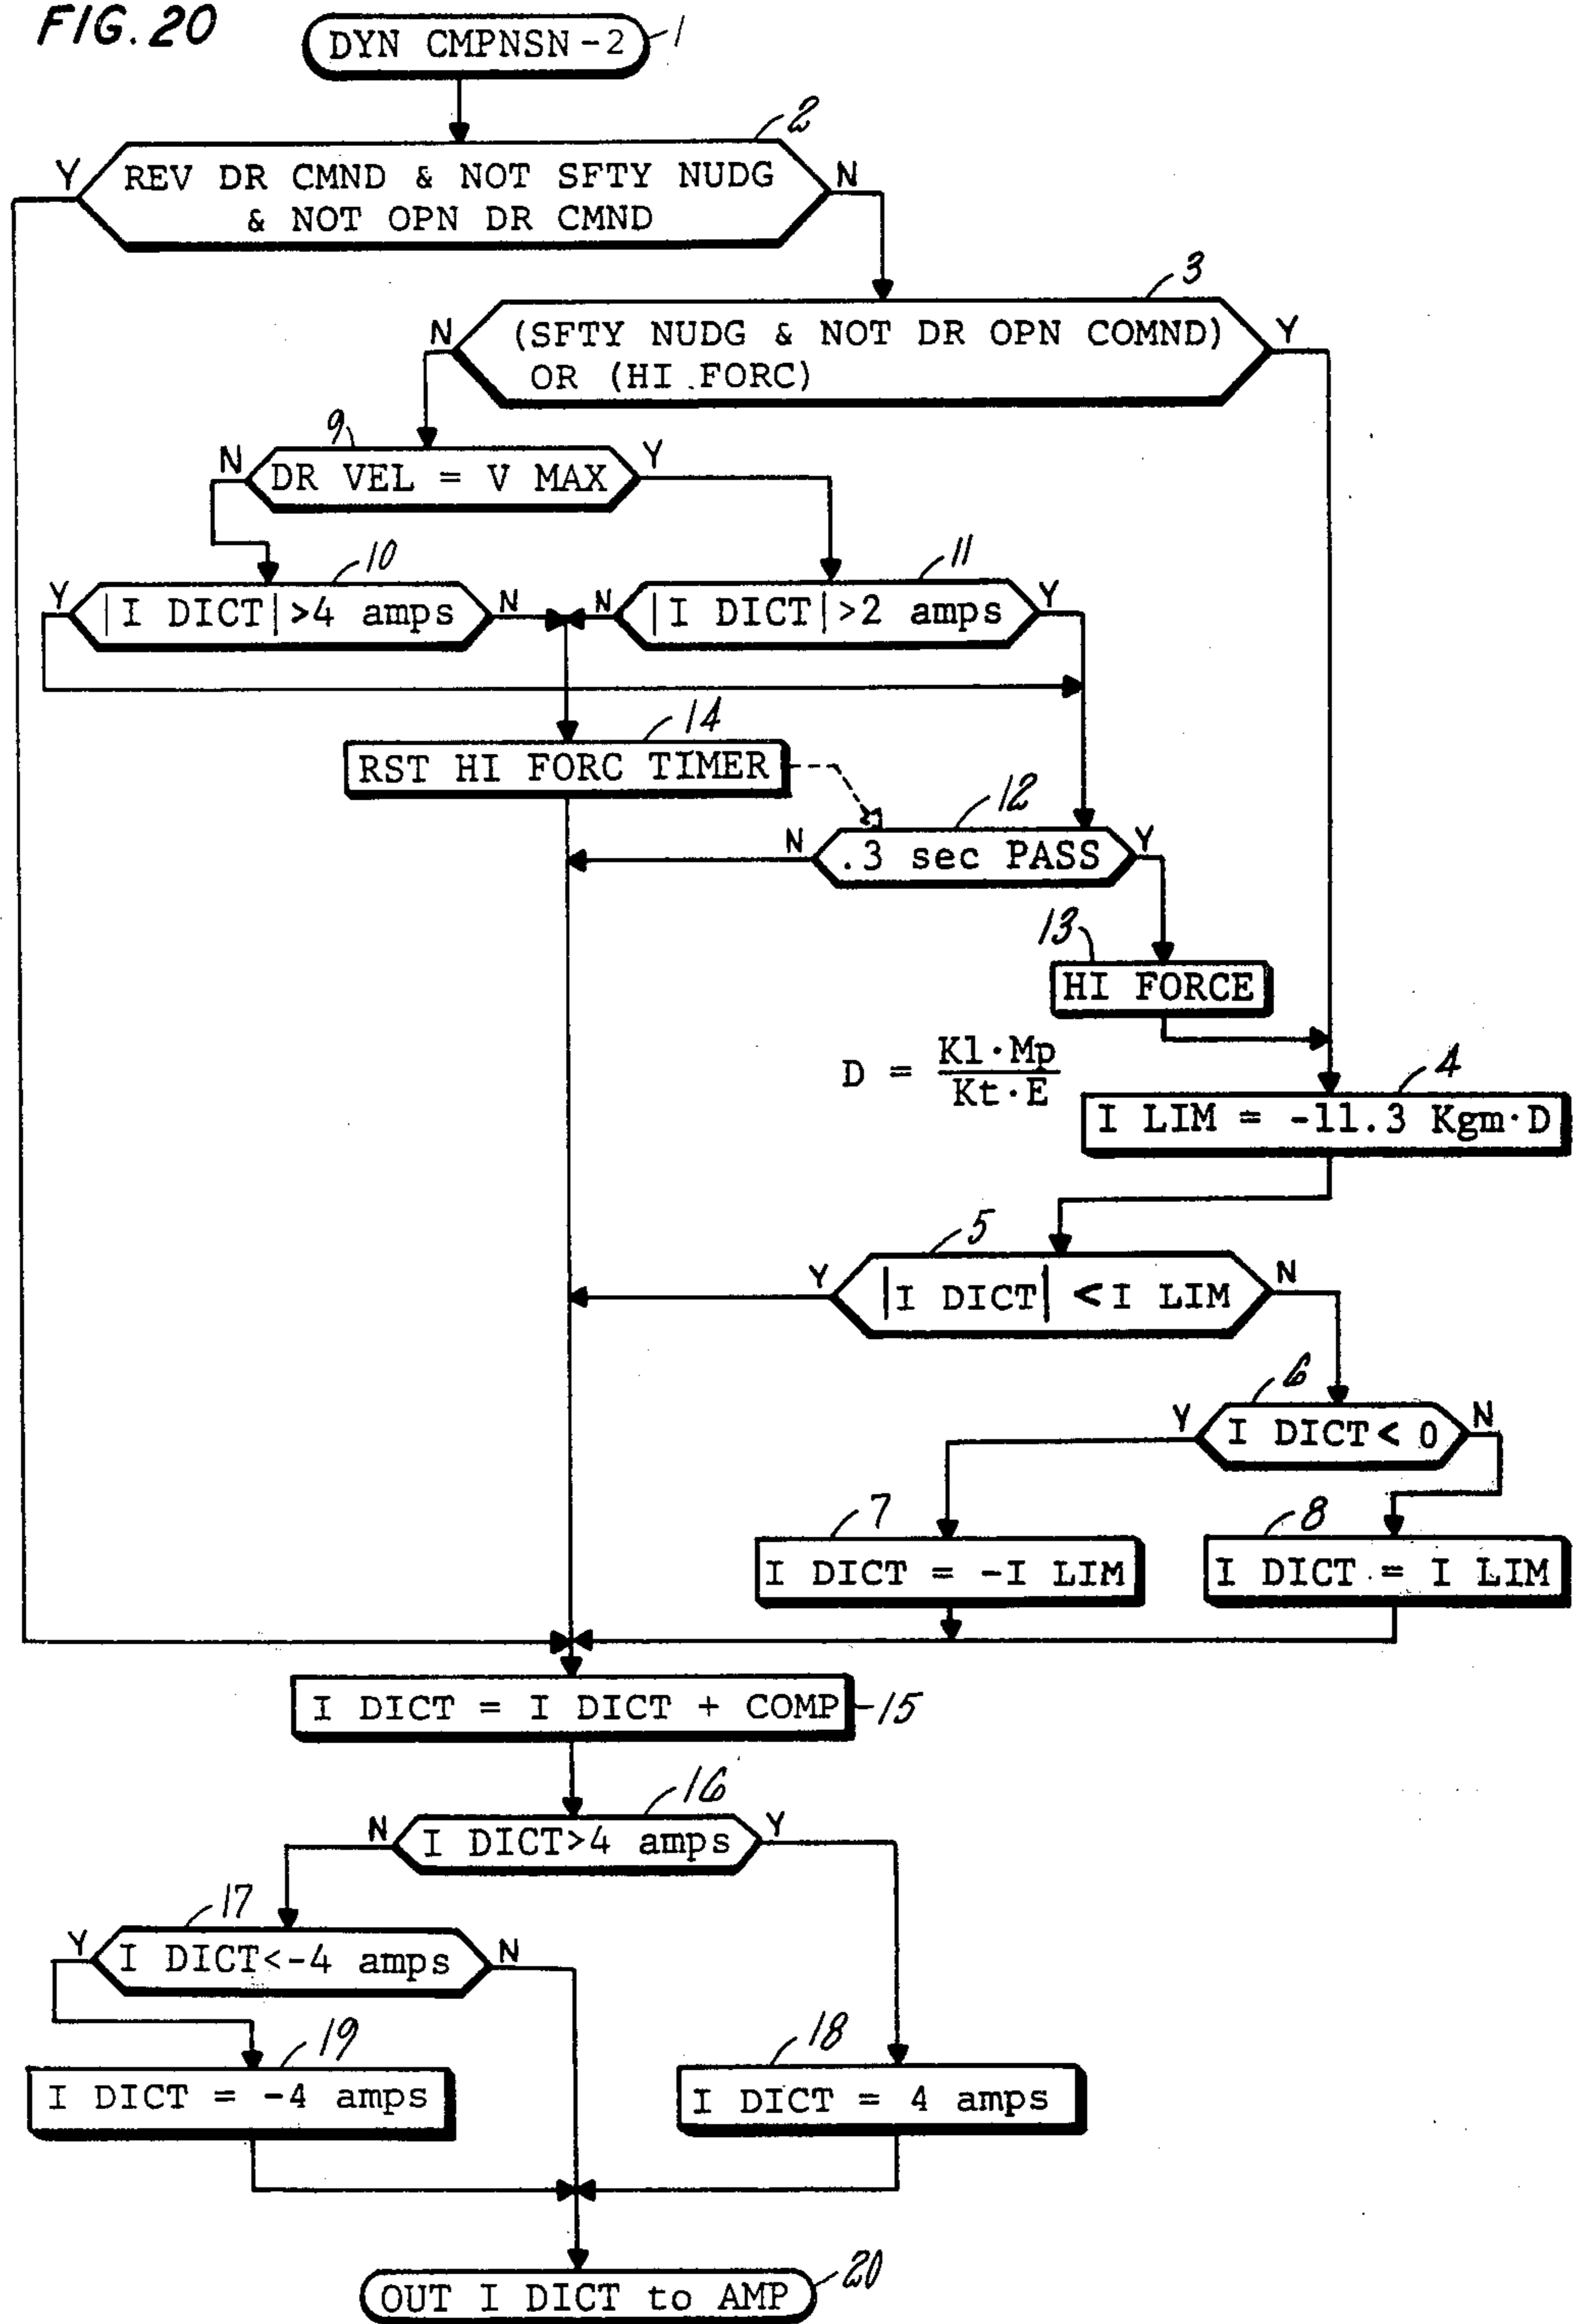 FIG. 20
DYN CMPNSN-2
1
2
Y
REV DR CMND & NOT SFTY NUDG
& NOT OPN DR CMND
N
3
N
(SFTY NUDG & NOT DR OPN COMND)
OR (HI FORC)
Y
9
N
DR VEL = V MAX
Y
10
11
Y
|I DICT|>4 amps
N
N
|I DICT|>2 amps
Y
14
RST HI FORC TIMER
12
N
.3 sec PASS
Y
13
HI FORCE
D = Kl·Mp
Kt·E
4
I LIM = -11.3 Kgm·D
5
Y
|I DICT| <I LIM
N
6
Y
I DICT< 0
N
7
8
I DICT = -I LIM
I DICT = I LIM
I DICT = I DICT + COMP
15
16
N
I DICT>4 amps
Y
17
Y
I DICT<-4 amps
N
19
18
I DICT = -4 amps
I DICT = 4 amps
OUT I DICT to AMP
20